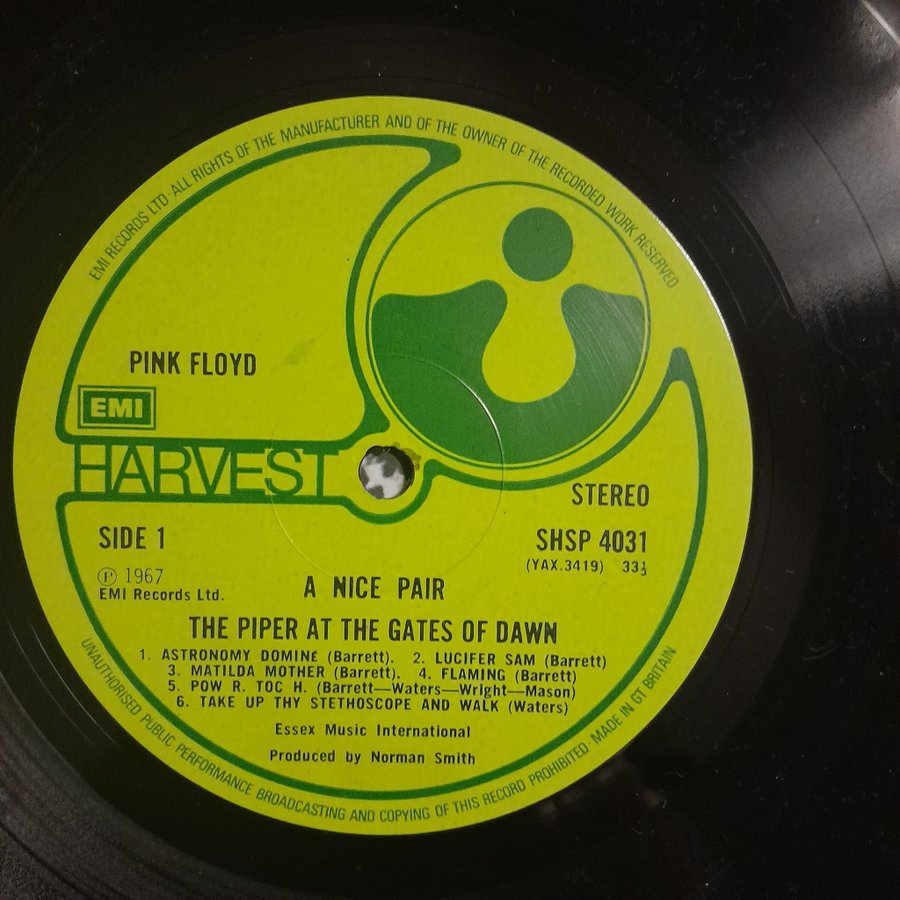 EMI RECORDS LTD · ALL RIGHTS OF THE MANUFACTURER AND OF THE OWNER OF THE RECORDED WORK RESERVED
PINK FLOYD
EMI
HARVEST
STEREO
SIDE 1
SHSP 4031
(YAX.3419) 33⅓
Ⓟ 1967
EMI Records Ltd.
A NICE PAIR
THE PIPER AT THE GATES OF DAWN
1. ASTRONOMY DOMINÉ (Barrett). 2. LUCIFER SAM (Barrett)
3. MATILDA MOTHER (Barrett). 4. FLAMING (Barrett)
5. POW R. TOC H. (Barrett—Waters—Wright—Mason)
6. TAKE UP THY STETHOSCOPE AND WALK (Waters)
Essex Music International
Produced by Norman Smith
UNAUTHORISED PUBLIC PERFORMANCE BROADCASTING AND COPYING OF THIS RECORD PROHIBITED · MADE IN GT BRITAIN